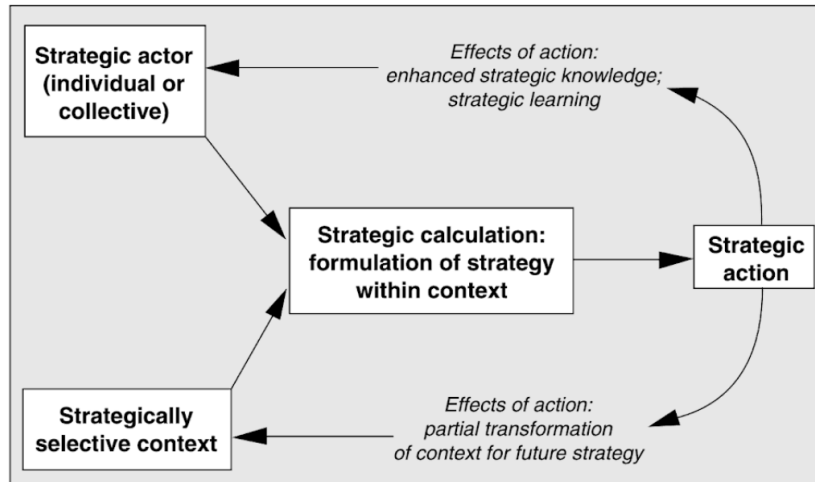 Strategic actor
(individual or
collective)
Effects of action:
enhanced strategic knowledge;
strategic learning
Strategic calculation:
formulation of strategy
within context
Strategic
action
Strategically
selective context
Effects of action:
partial transformation
of context for future strategy